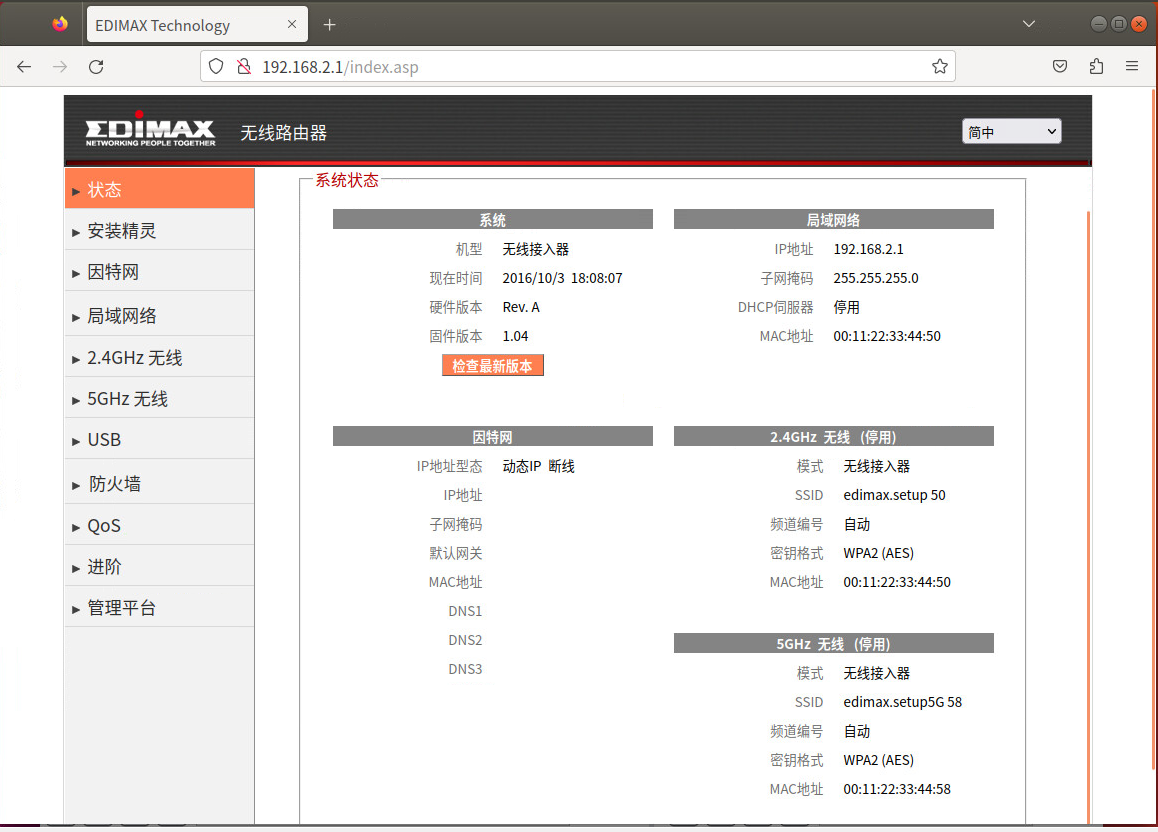 EDIMAX Technology
192.168.2.1/index.asp
EDIMAX
NETWORKING PEOPLE TOGETHER
无线路由器
简中
状态
安装精灵
因特网
局域网络
2.4GHz 无线
5GHz 无线
USB
防火墙
QoS
进阶
管理平台
系统状态
系统
机型 无线接入器
现在时间 2016/10/3 18:08:07
硬件版本 Rev. A
固件版本 1.04
检查最新版本
局域网络
IP地址 192.168.2.1
子网掩码 255.255.255.0
DHCP伺服器 停用
MAC地址 00:11:22:33:44:50
因特网
IP地址型态 动态IP 断线
IP地址
子网掩码
默认网关
MAC地址
DNS1
DNS2
DNS3
2.4GHz 无线 (停用)
模式 无线接入器
SSID edimax.setup 50
频道编号 自动
密钥格式 WPA2 (AES)
MAC地址 00:11:22:33:44:50
5GHz 无线 (停用)
模式 无线接入器
SSID edimax.setup5G 58
频道编号 自动
密钥格式 WPA2 (AES)
MAC地址 00:11:22:33:44:58